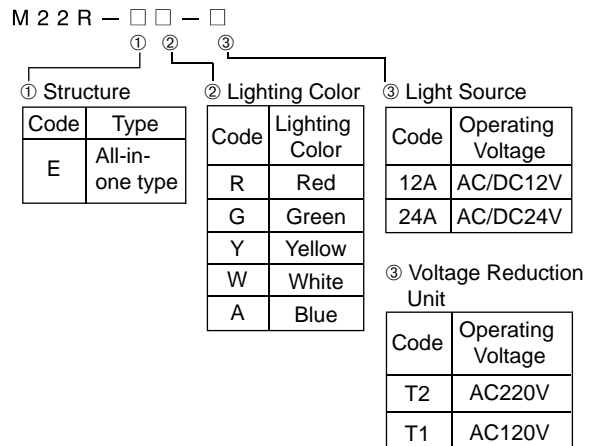 M22R－□□－□
① ② ③
① Structure
Code Type
E All-in-
one type
② Lighting Color
Code Lighting
Color
R Red
G Green
Y Yellow
W White
A Blue
③ Light Source
Code Operating
Voltage
12A AC/DC12V
24A AC/DC24V
③ Voltage Reduction
Unit
Code Operating
Voltage
T2 AC220V
T1 AC120V